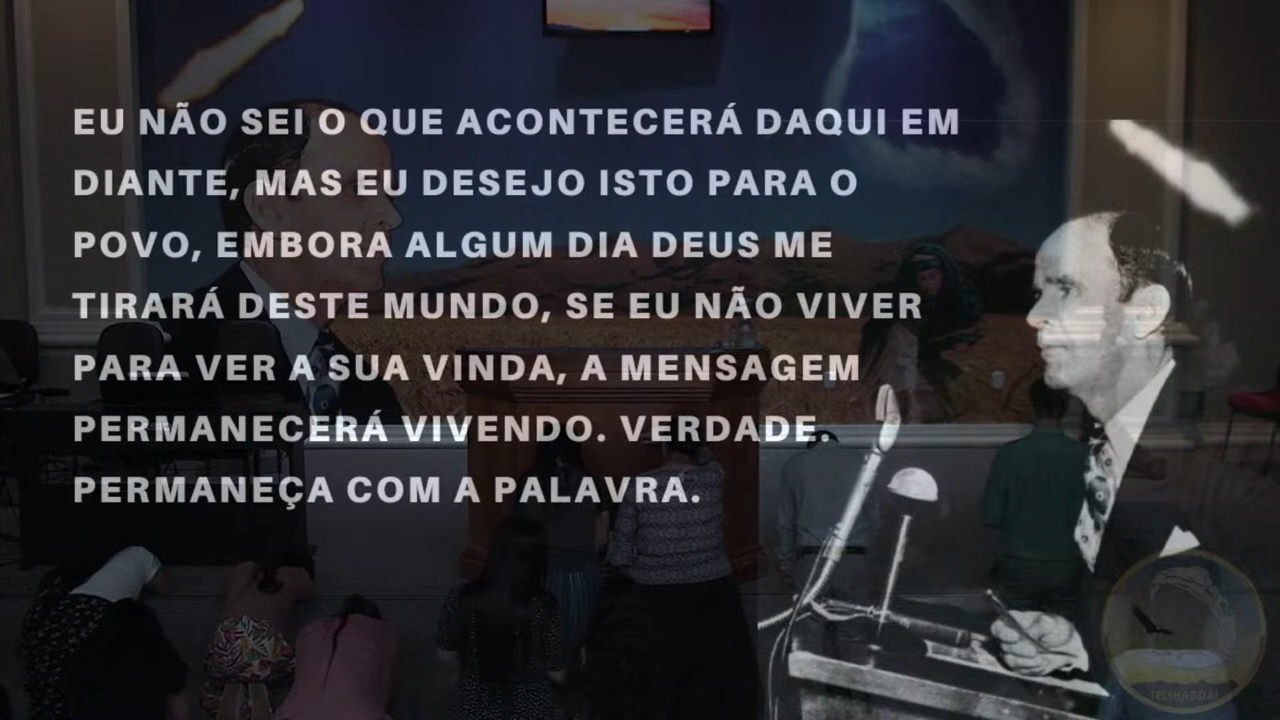 EU NÃO SEI O QUE ACONTECERÁ DAQUI EM
DIANTE, MAS EU DESEJO ISTO PARA O
POVO, EMBORA ALGUM DIA DEUS ME
TIRARÁ DESTE MUNDO, SE EU NÃO VIVER
PARA VER A SUA VINDA, A MENSAGEM
PERMANECERÁ VIVENDO. VERDADE.
PERMANEÇA COM A PALAVRA.